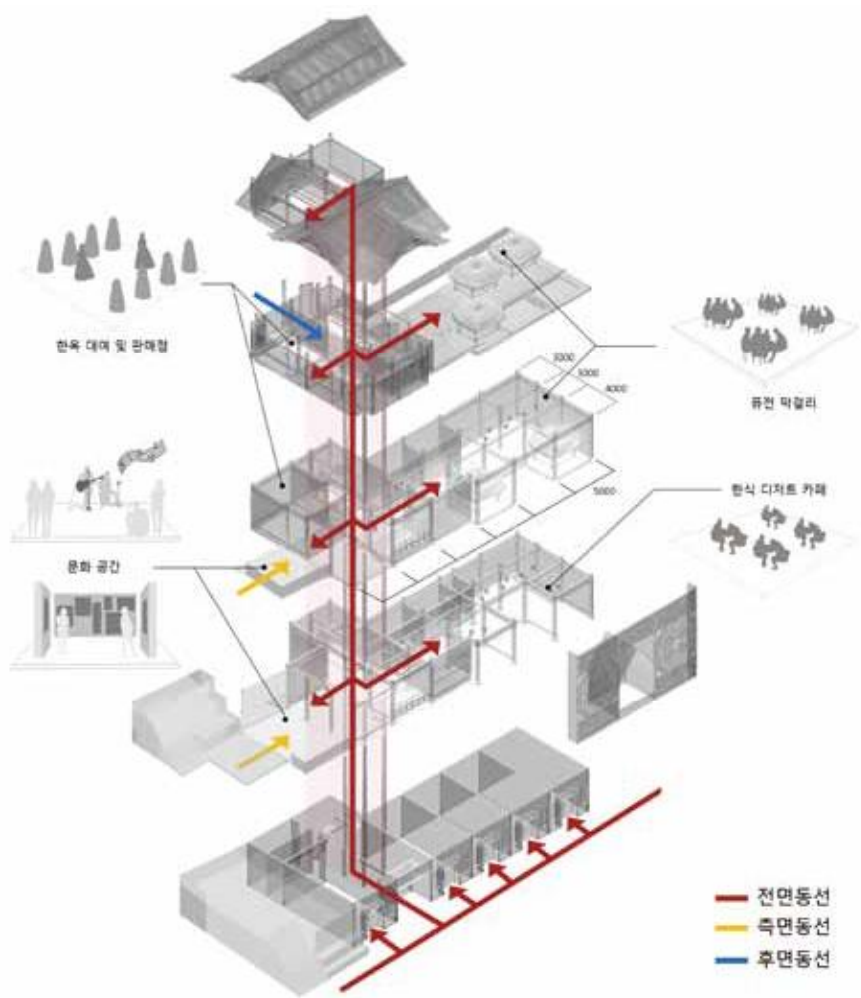 한옥 대여 및 판매점
3000
3000
4000
퓨전 막걸리
5000
한식 디저트 카페
문화 공간
전면동선
측면동선
후면동선